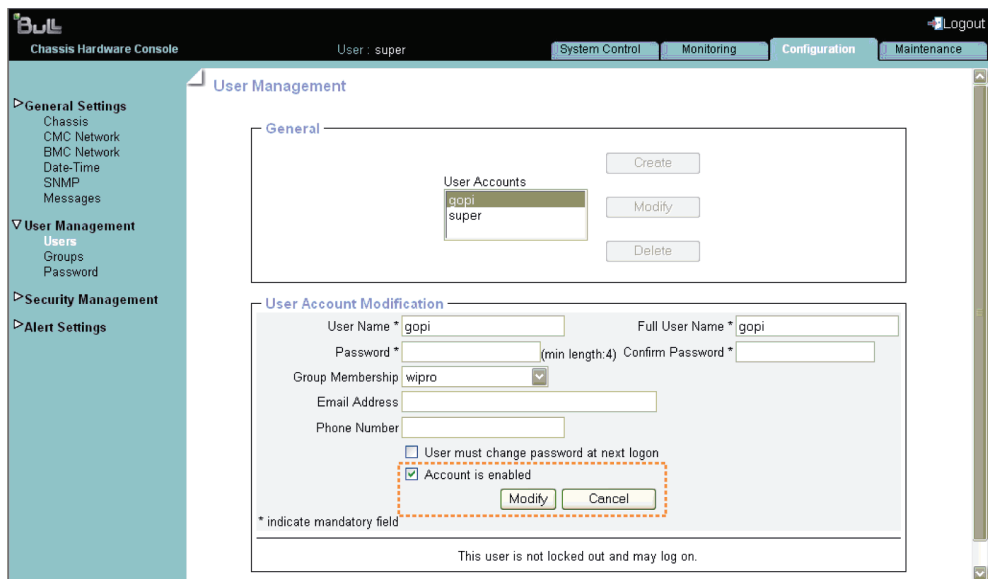 Bull
Logout
Chassis Hardware Console
User : super
System Control
Monitoring
Configuration
Maintenance
General Settings
Chassis
CMC Network
BMC Network
Date-Time
SNMP
Messages
User Management
Users
Groups
Password
Security Management
Alert Settings
User Management
General
User Accounts
gopi
super
Create
Modify
Delete
User Account Modification
User Name * gopi
Full User Name * gopi
Password * (min length:4) Confirm Password *
Group Membership wipro
Email Address
Phone Number
User must change password at next logon
Account is enabled
Modify Cancel
* indicate mandatory field
This user is not locked out and may log on.